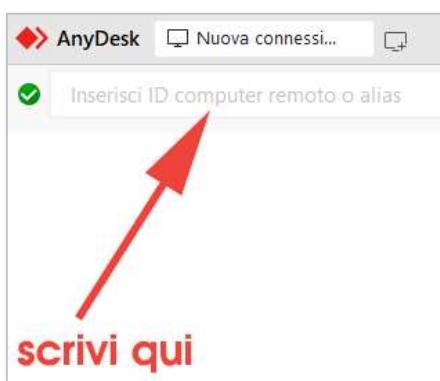 AnyDesk Nuova connessi...
Inserisci ID computer remoto o alias
scrivi qui